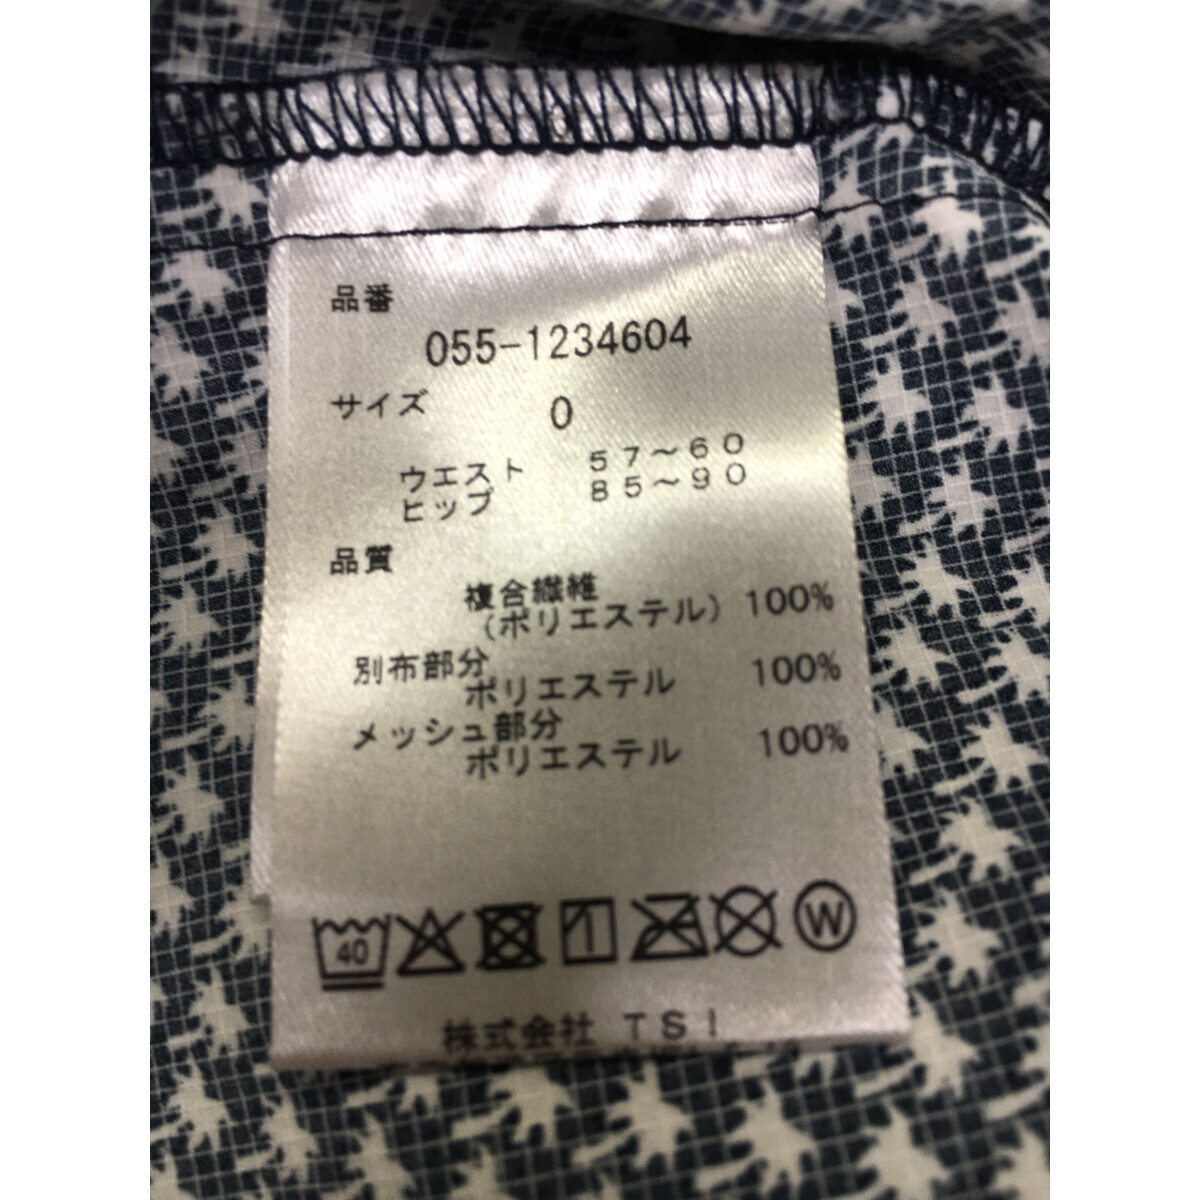 品番
055-1234604
サイズ 0
ウエスト 57～60
ヒップ 85～90
品質
複合繊維
(ポリエステル) 100%
別布部分
ポリエステル 100%
メッシュ部分
ポリエステル 100%
40 W
株式会社 TSI